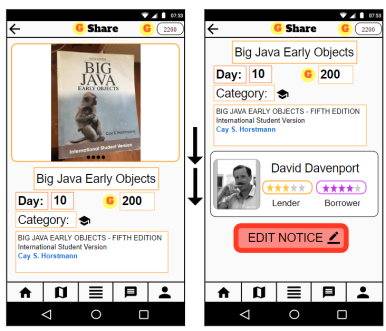 07:53
G Share
G 2200
JAVA BIG
JAVA
EARLY OBJECTS
Cay S. Horstmann
International Student Version
Big Java Early Objects
Day: 10 G 200
Category:
BIG JAVA EARLY OBJECTS - FIFTH EDITION
International Student Version
Cay S. Horstmann
07:53
G Share
G 2200
Big Java Early Objects
Day: 10 G 200
Category:
BIG JAVA EARLY OBJECTS - FIFTH EDITION
International Student Version
Cay S. Horstmann
David Davenport
Lender Borrower
EDIT NOTICE